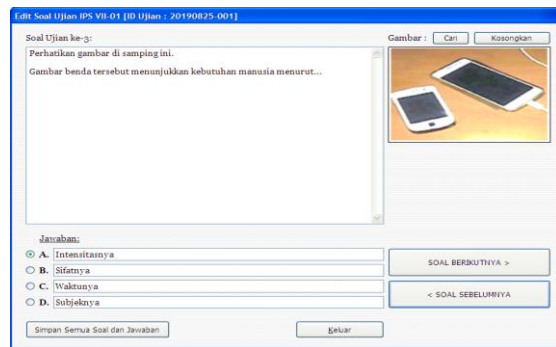 Edit Soal Ujian IPS VII-01 [ID Ujian : 20190825-001]
Soal Ujian ke-3:
Gambar :
Cari
Kosongkan
Perhatikan gambar di samping ini.
Gambar benda tersebut menunjukkan kebutuhan manusia menurut...
Jawaban:
A. Intensitasnya
B. Sifatnya
C. Waktunya
D. Subjeknya
SOAL BERIKUTNYA >
< SOAL SEBELUMNYA
Simpan Semua Soal dan Jawaban
Keluar